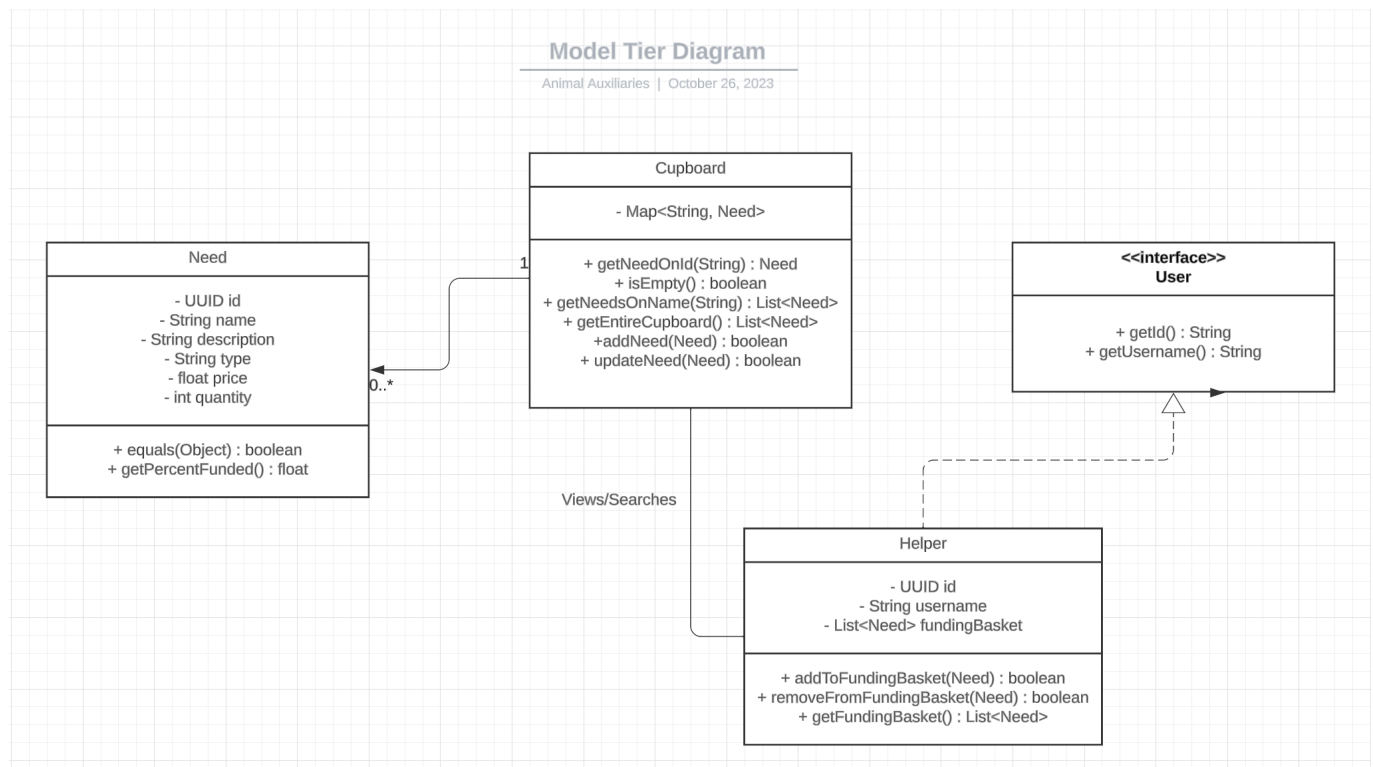 Model Tier Diagram
Animal Auxiliaries | October 26, 2023
Cupboard
- Map<String, Need>
+ getNeedOnId(String) : Need
+ isEmpty() : boolean
+ getNeedsOnName(String) : List<Need>
+ getEntireCupboard() : List<Need>
+addNeed(Need) : boolean
+ updateNeed(Need) : boolean
1
0..*
Need
- UUID id
- String name
- String description
- String type
- float price
- int quantity
+ equals(Object) : boolean
+ getPercentFunded() : float
<<interface>>
User
+ getId() : String
+ getUsername() : String
Views/Searches
Helper
- UUID id
- String username
- List<Need> fundingBasket
+ addToFundingBasket(Need) : boolean
+ removeFromFundingBasket(Need) : boolean
+ getFundingBasket() : List<Need>